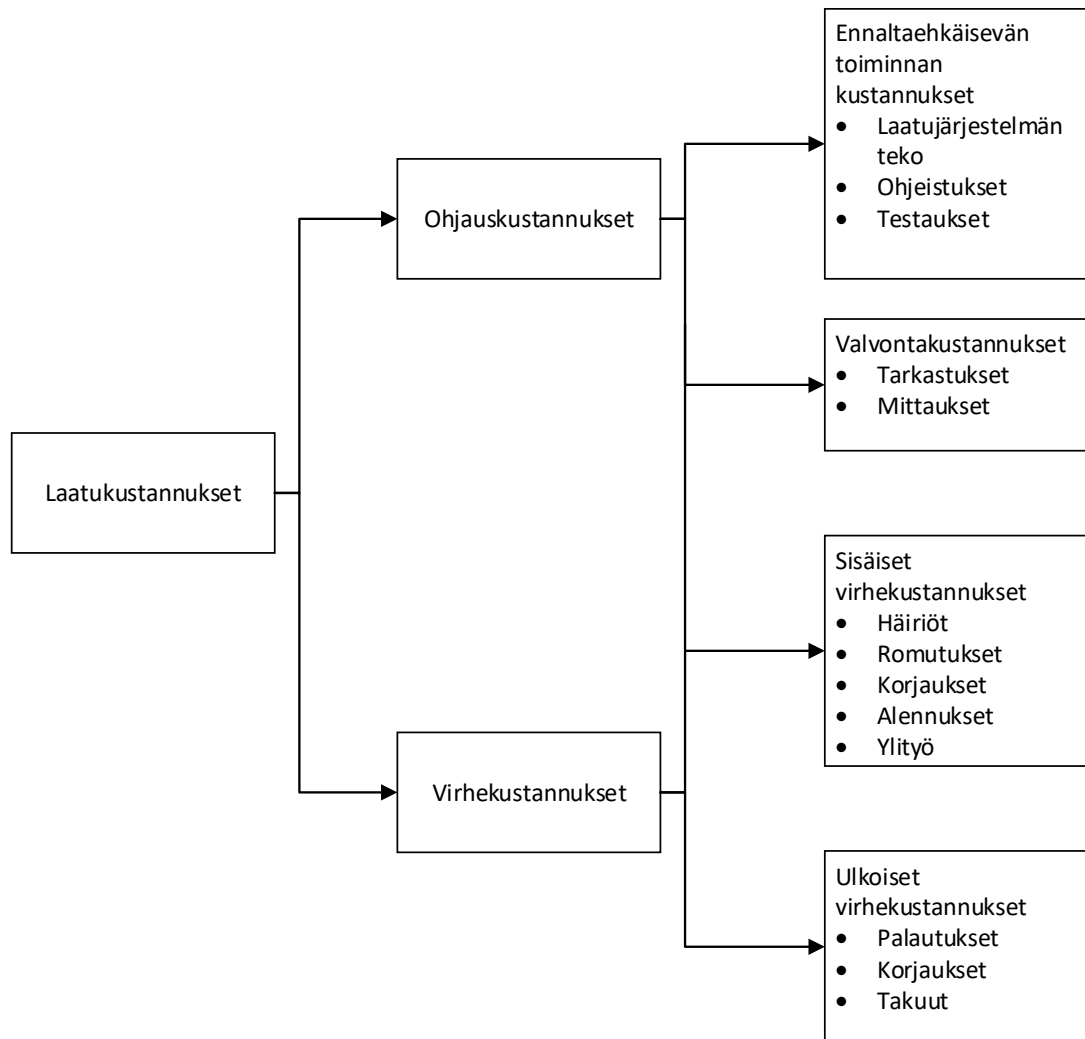 Laatukustannukset
Ohjauskustannukset
Virhekustannukset
Ennaltaehkäisevän
toiminnan
kustannukset
• Laatujärjestelmän
teko
• Ohjeistukset
• Testaukset
Valvontakustannukset
• Tarkastukset
• Mittaukset
Sisäiset
virhekustannukset
• Häiriöt
• Romutukset
• Korjaukset
• Alennukset
• Ylityö
Ulkoiset
virhekustannukset
• Palautukset
• Korjaukset
• Takuut